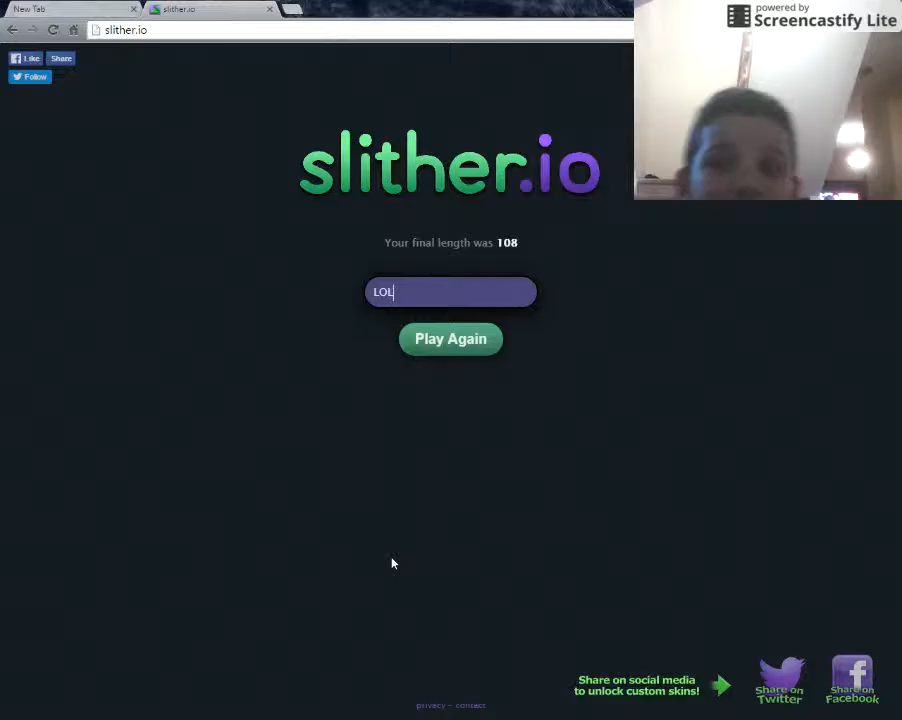 New Tab
slither.io
powered by
Screencastify Lite
slither.io
Like
Share
Follow
slither.io
Your final length was 108
LOL
Play Again
Share on social media
to unlock custom skins!
Share on
Twitter
Share on
Facebook
privacy - contact